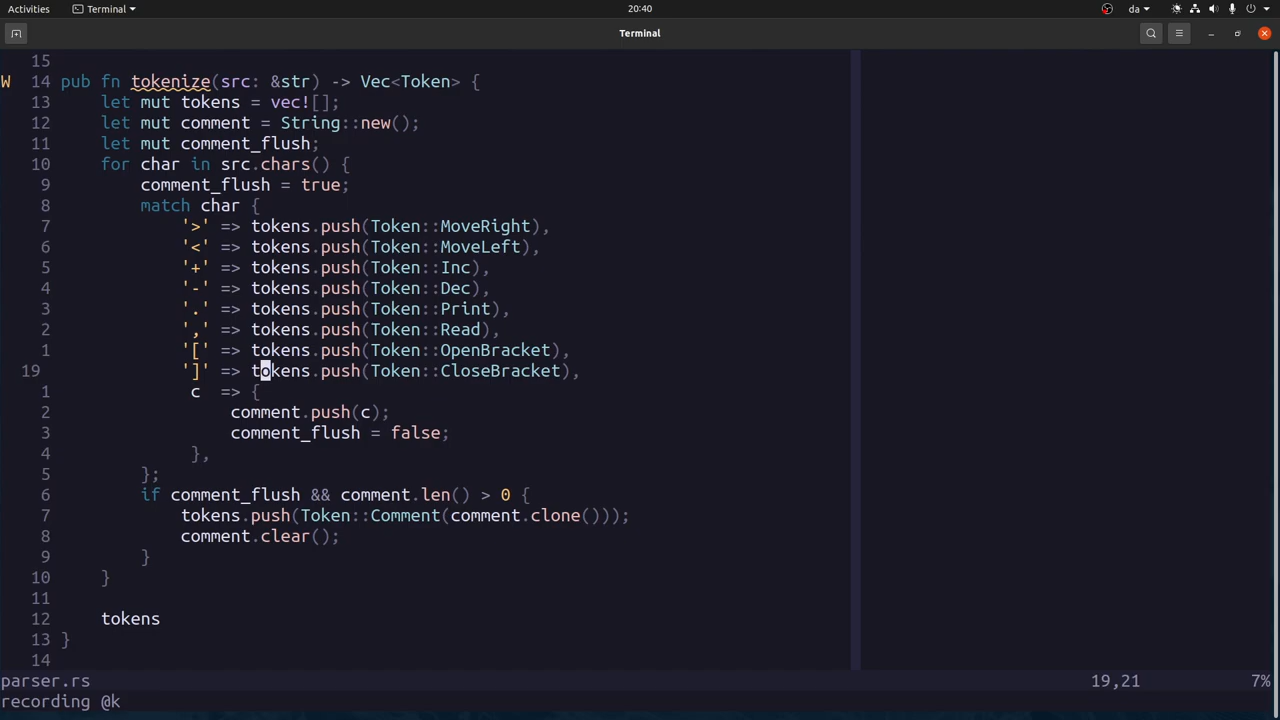 Activities Terminal 20:40 da
Terminal
15
W 14 pub fn tokenize(src: &str) -> Vec<Token> {
13     let mut tokens = vec![];
12     let mut comment = String::new();
11     let mut comment_flush;
10     for char in src.chars() {
9         comment_flush = true;
8         match char {
7             '>' => tokens.push(Token::MoveRight),
6             '<' => tokens.push(Token::MoveLeft),
5             '+' => tokens.push(Token::Inc),
4             '-' => tokens.push(Token::Dec),
3             '.' => tokens.push(Token::Print),
2             ',' => tokens.push(Token::Read),
1             '[' => tokens.push(Token::OpenBracket),
19             ']' => tokens.push(Token::CloseBracket),
1              c  => {
2                  comment.push(c);
3                  comment_flush = false;
4              },
5         };
6         if comment_flush && comment.len() > 0 {
7             tokens.push(Token::Comment(comment.clone()));
8             comment.clear();
9         }
10     }
11
12     tokens
13 }
14
parser.rs 19,21 7%
recording @k